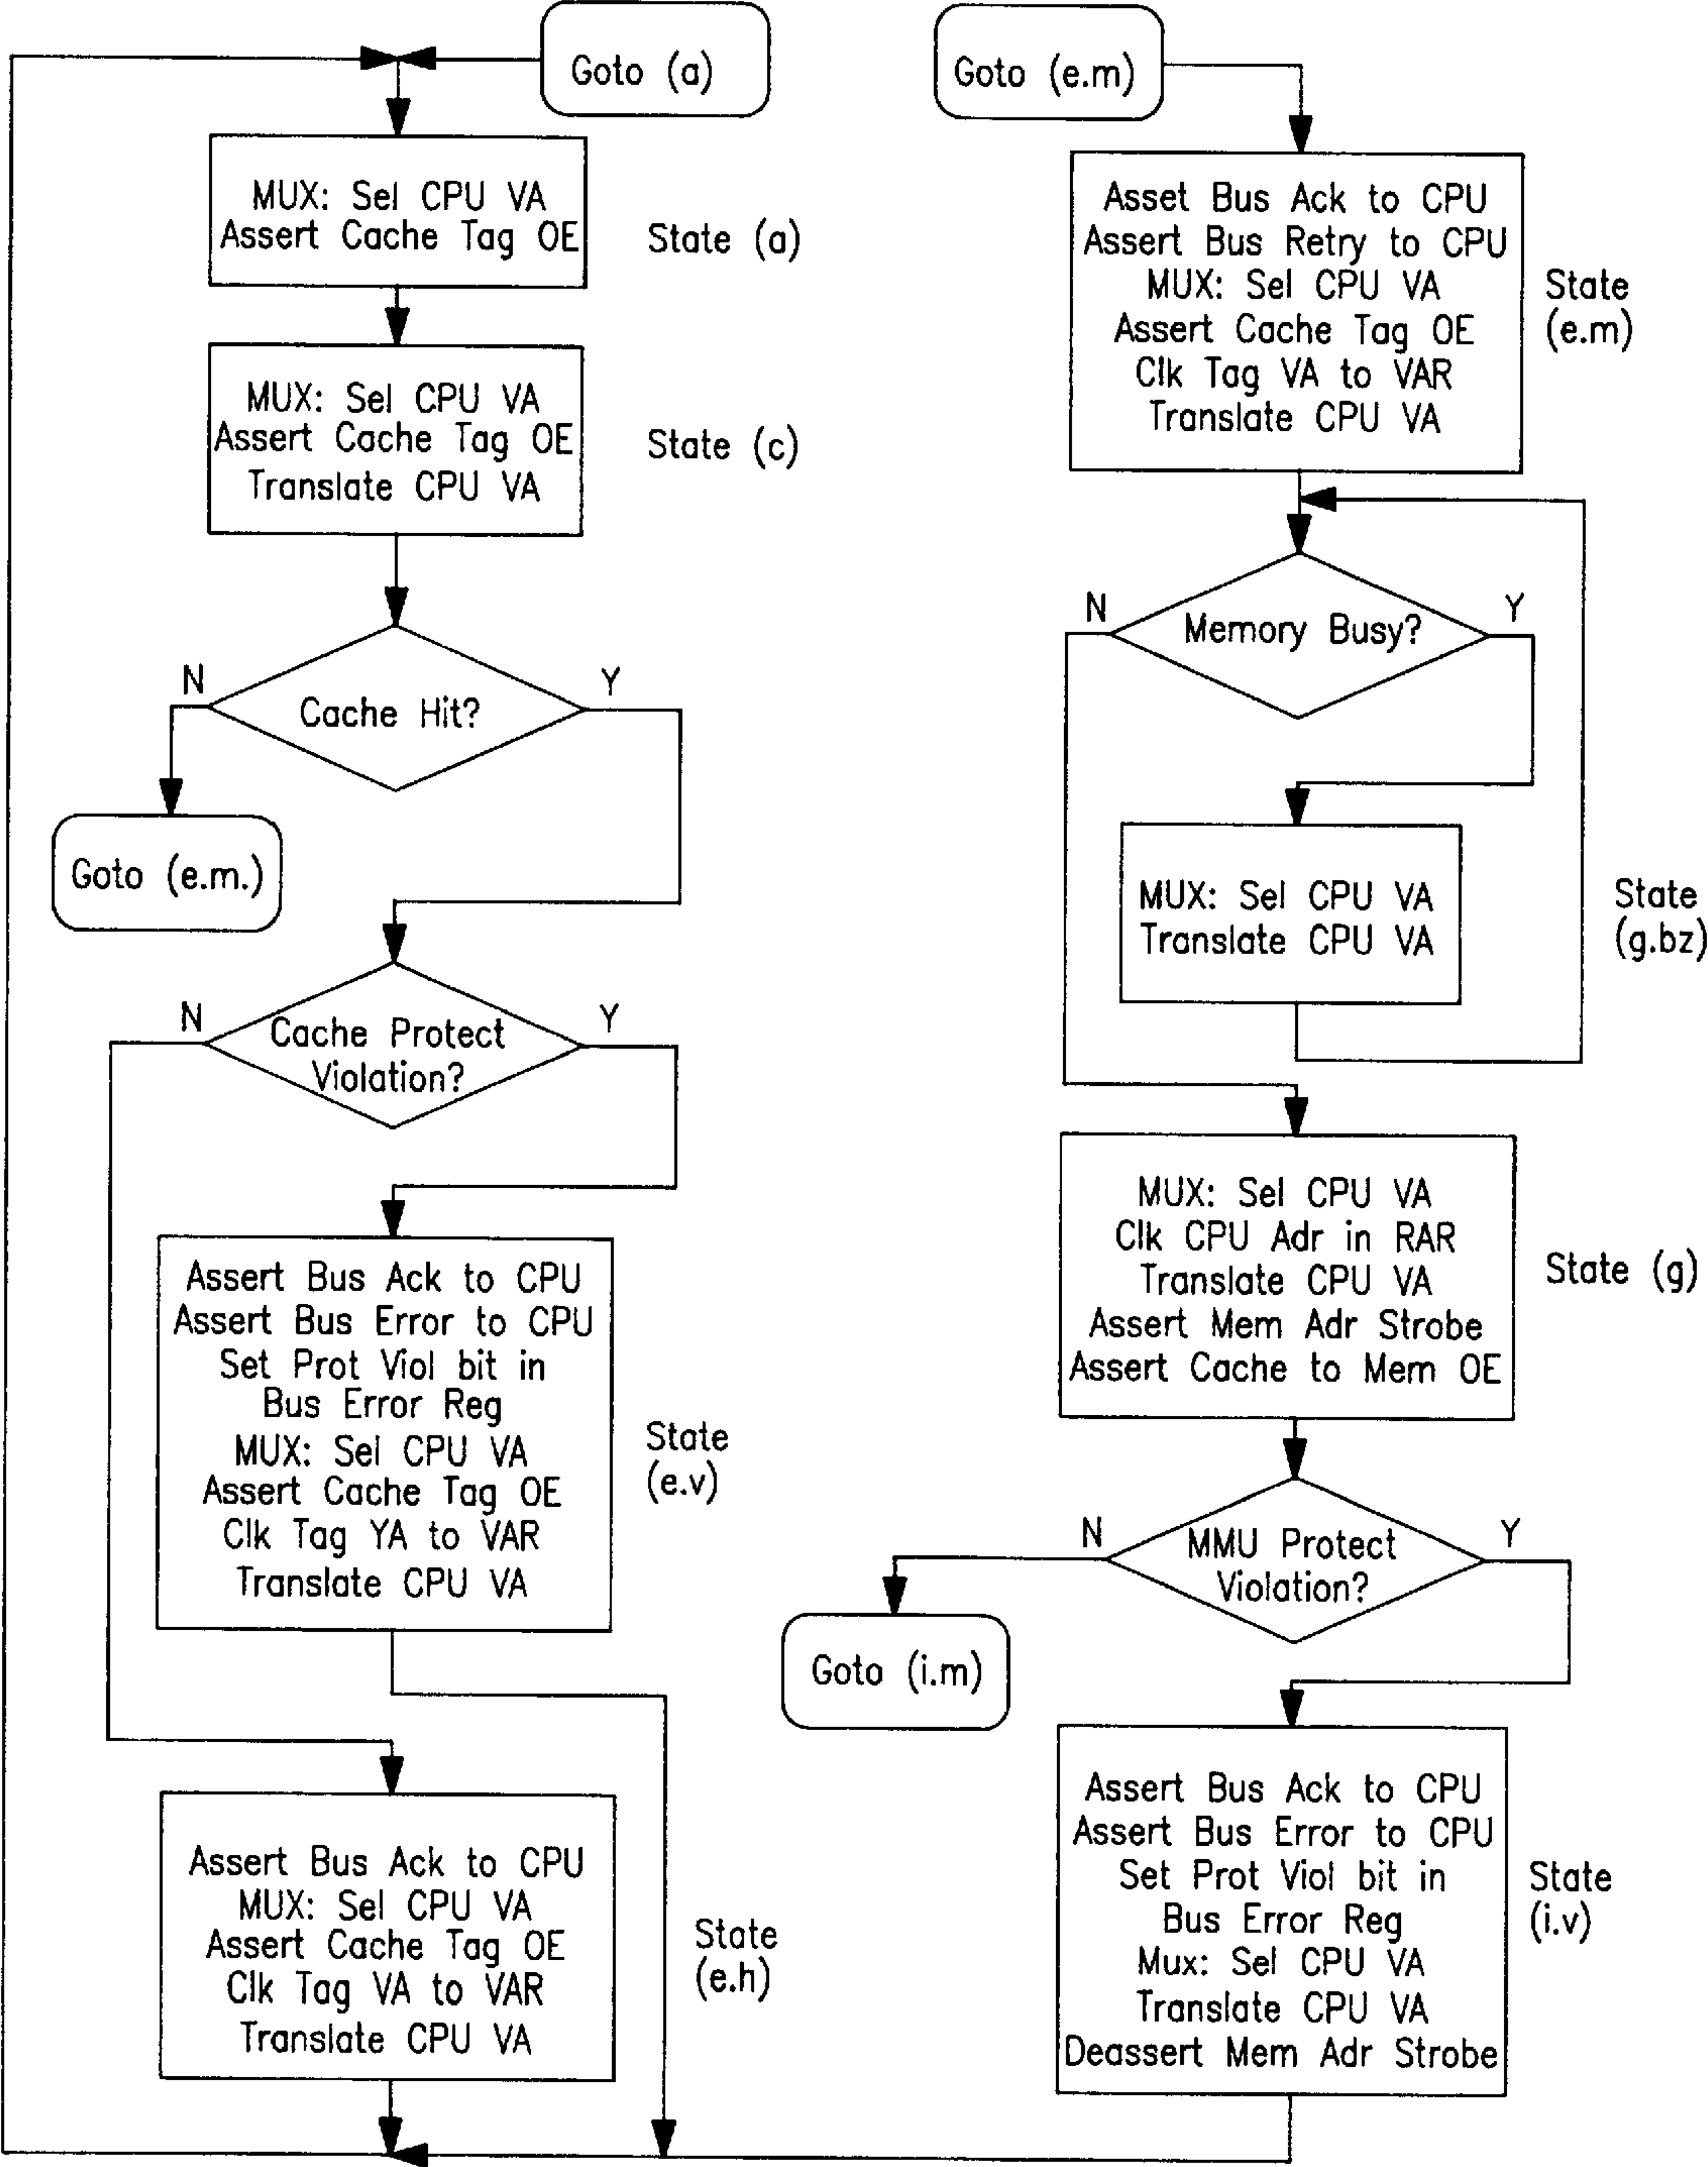 Goto (a)
MUX: Sel CPU VA
Assert Cache Tag OE
State (a)
MUX: Sel CPU VA
Assert Cache Tag OE
Translate CPU VA
State (c)
N
Y
Cache Hit?
Goto (e.m.)
N
Y
Cache Protect
Violation?
Assert Bus Ack to CPU
Assert Bus Error to CPU
Set Prot Viol bit in
Bus Error Reg
MUX: Sel CPU VA
Assert Cache Tag OE
Clk Tag YA to VAR
Translate CPU VA
State
(e.v)
Assert Bus Ack to CPU
MUX: Sel CPU VA
Assert Cache Tag OE
Clk Tag VA to VAR
Translate CPU VA
State
(e.h)
Goto (e.m)
Asset Bus Ack to CPU
Assert Bus Retry to CPU
MUX: Sel CPU VA
Assert Cache Tag OE
Clk Tag VA to VAR
Translate CPU VA
State
(e.m)
N
Y
Memory Busy?
MUX: Sel CPU VA
Translate CPU VA
State
(g.bz)
MUX: Sel CPU VA
Clk CPU Adr in RAR
Translate CPU VA
Assert Mem Adr Strobe
Assert Cache to Mem OE
State (g)
N
Y
MMU Protect
Violation?
Goto (i.m)
Assert Bus Ack to CPU
Assert Bus Error to CPU
Set Prot Viol bit in
Bus Error Reg
Mux: Sel CPU VA
Translate CPU VA
Deassert Mem Adr Strobe
State
(i.v)